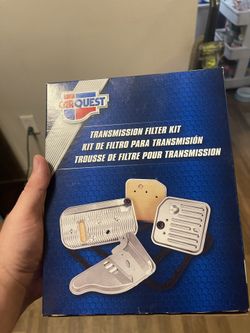 CARQUEST
TRANSMISSION FILTER KIT
KIT DE FILTRO PARA TRANSMISIÓN
TROUSSE DE FILTRE POUR TRANSMISSION